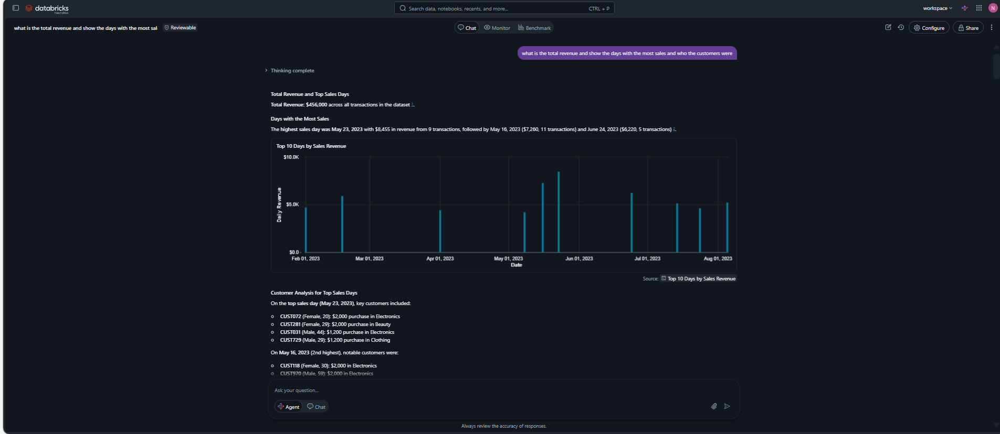 databricks
Free Edition
Search data, notebooks, recents, and more... CTRL + P
workspace
N
what is the total revenue and show the days with the most sal
Reviewable
Chat Monitor Benchmark
Configure Share
what is the total revenue and show the days with the most sales and who the customers were
Thinking complete
Total Revenue and Top Sales Days
Total Revenue: $456,000 across all transactions in the dataset 1.
Days with the Most Sales
The highest sales day was May 23, 2023 with $8,455 in revenue from 9 transactions, followed by May 16, 2023 ($7,260, 11 transactions) and June 24, 2023 ($6,220, 5 transactions) 2.
Top 10 Days by Sales Revenue
$10.0K
$5.0K
$0.0
Daily Revenue
Feb 01, 2023 Mar 01, 2023 Apr 01, 2023 May 01, 2023 Jun 01, 2023 Jul 01, 2023 Aug 01, 2023
Date
Source: Top 10 Days by Sales Revenue
Customer Analysis for Top Sales Days
On the top sales day (May 23, 2023), key customers included:
CUST072 (Female, 20): $2,000 purchase in Electronics
CUST281 (Female, 29): $2,000 purchase in Beauty
CUST031 (Male, 44): $1,200 purchase in Electronics
CUST729 (Male, 29): $1,200 purchase in Clothing
On May 16, 2023 (2nd highest), notable customers were:
CUST118 (Female, 30): $2,000 in Electronics
CUST970 (Male, 59): $2,000 in Electronics
Ask your question...
Agent Chat
Always review the accuracy of responses.